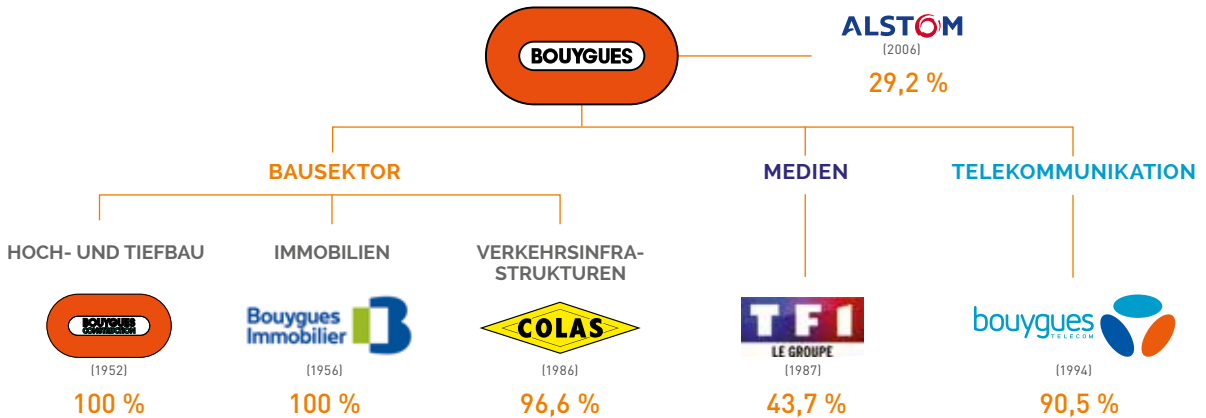 BOUYGUES
ALSTOM
(2006)
29,2 %
BAUSEKTOR
MEDIEN
TELEKOMMUNIKATION
HOCH- UND TIEFBAU
IMMOBILIEN
VERKEHRSINFRA-
STRUKTUREN
BOUYGUES
CONSTRUCTION
Bouygues
Immobilier
COLAS
TF1
LE GROUPE
bouygues
TELECOM
(1952)
(1956)
(1986)
(1987)
(1994)
100 %
100 %
96,6 %
43,7 %
90,5 %